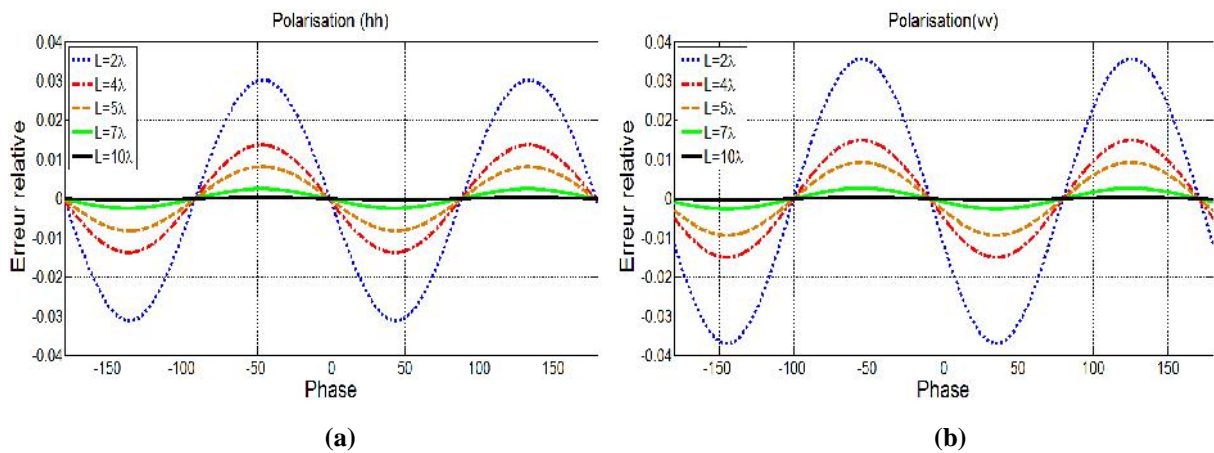 Polarisation (hh)
0.04
0.03
0.02
0.01
0
-0.01
-0.02
-0.03
-0.04
Erreur relative
L=2λ
L=4λ
L=5λ
L=7λ
L=10λ
-150
-100
-50
0
50
100
150
Phase
(a)
Polarisation(vv)
0.04
0.03
0.02
0.01
0
-0.01
-0.02
-0.03
-0.04
Erreur relative
L=2λ
L=4λ
L=5λ
L=7λ
L=10λ
-150
-100
-50
0
50
100
150
Phase
(b)